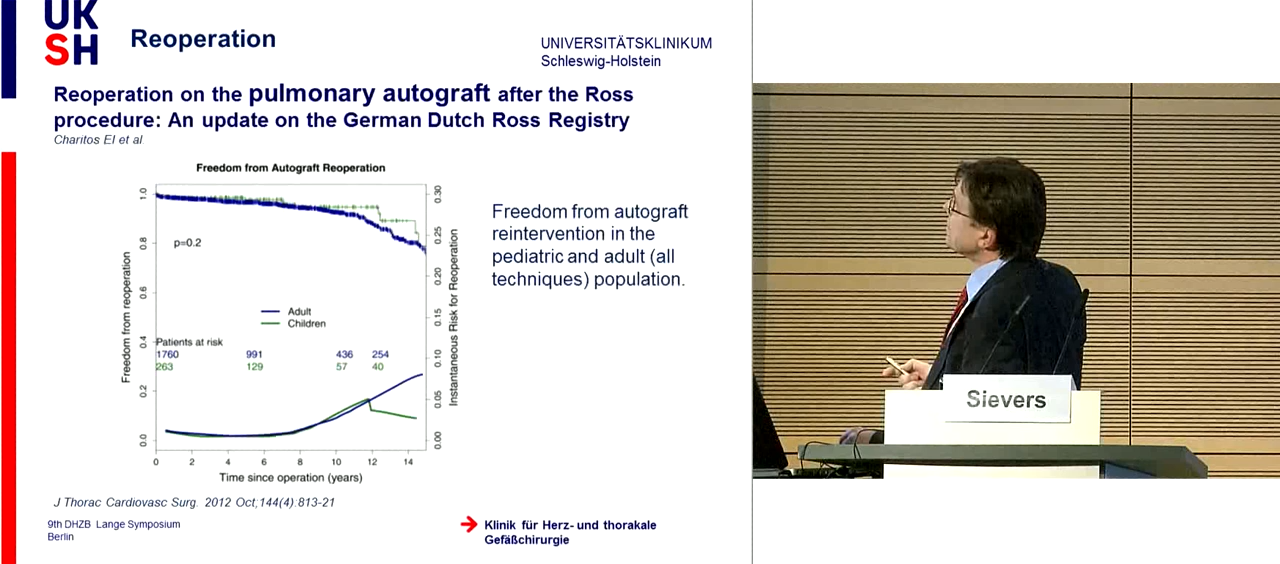 UK
SH
Reoperation
UNIVERSITÄTSKLINIKUM
Schleswig-Holstein
Reoperation on the pulmonary autograft after the Ross
procedure: An update on the German Dutch Ross Registry
Charitos EI et al
Freedom from Autograft Reoperation
Freedom from reoperation
1.0
0.8
0.6
0.4
0.2
0.0
p=0.2
Adult
Children
Patients at risk
1760 991 436 254
263 129 57 40
0 2 4 6 8 10 12 14
Time since operation (years)
0.30
0.25
0.20
0.15
0.10
0.05
0.00
Instantaneous Risk for Reoperation
Freedom from autograft
reintervention in the
pediatric and adult (all
techniques) population.
J Thorac Cardiovasc Surg. 2012 Oct;144(4).813-21
9th DHZB Lange Symposium
Berlin
Klinik für Herz- und thorakale
Gefäßchirurgie
Sievers